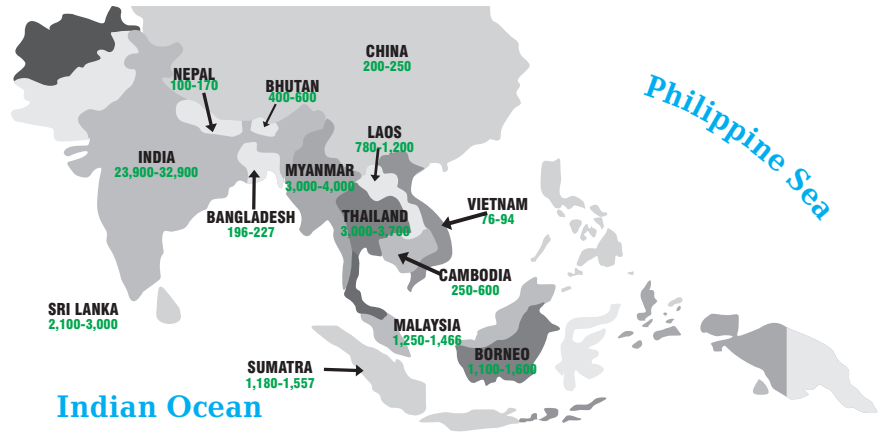 CHINA
200-250
NEPAL
100-170
BHUTAN
400-600
Philippine Sea
LAOS
780-1,200
INDIA
23,900-32,900
MYANMAR
3,000-4,000
BANGLADESH
196-227
THAILAND
3,000-3,700
VIETNAM
76-94
CAMBODIA
250-600
SRI LANKA
2,100-3,000
MALAYSIA
1,250-1,466
BORNEO
1,100-1,600
SUMATRA
1,180-1,557
Indian Ocean